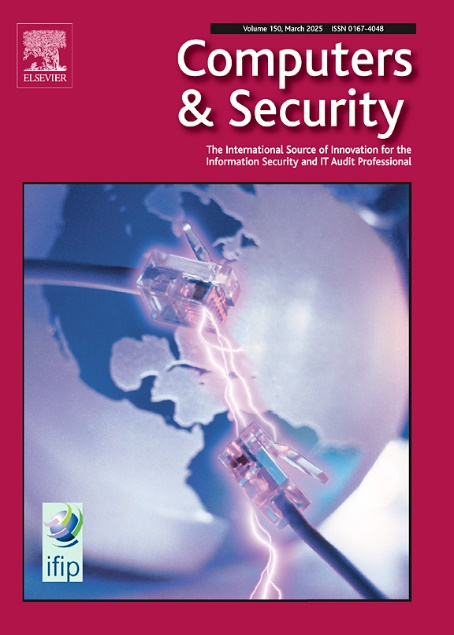 Volume 150, March 2025 ISSN 0167-4048
ELSEVIER
Computers
& Security
The International Source of Innovation for the
Information Security and IT Audit Professional
ifip